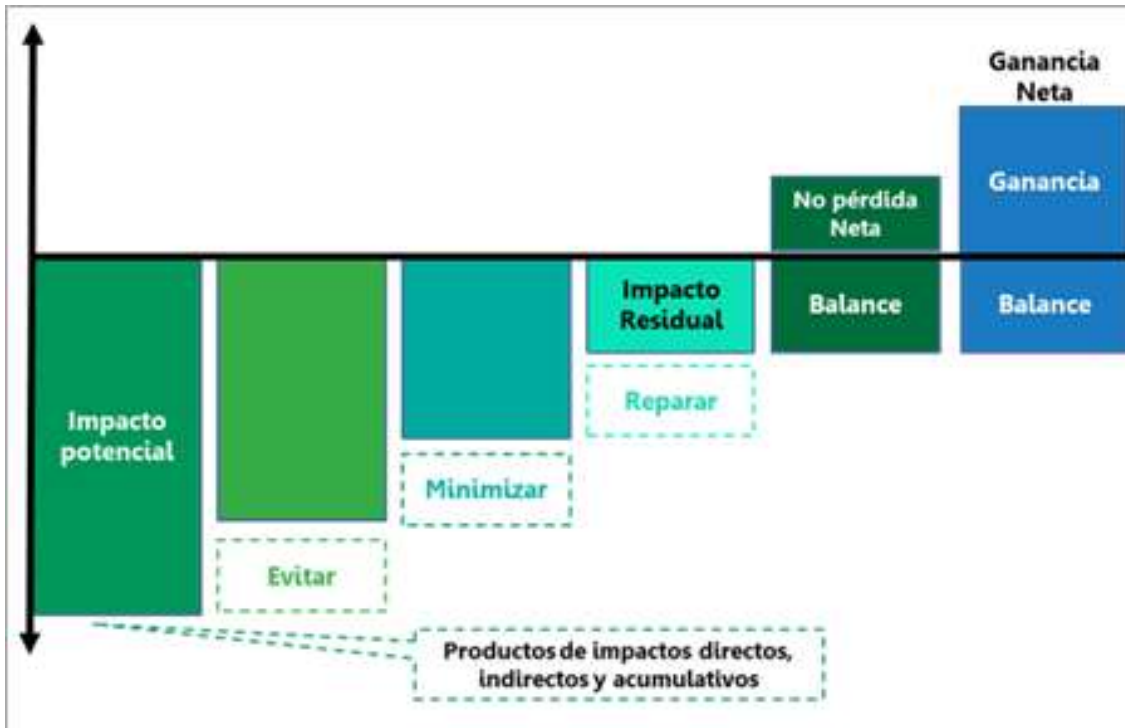 Ganancia
Neta
Ganancia
No pérdida
Neta
Impacto
Residual
Balance
Balance
Reparar
Impacto
potencial
Minimizar
Evitar
Productos de impactos directos,
indirectos y acumulativos